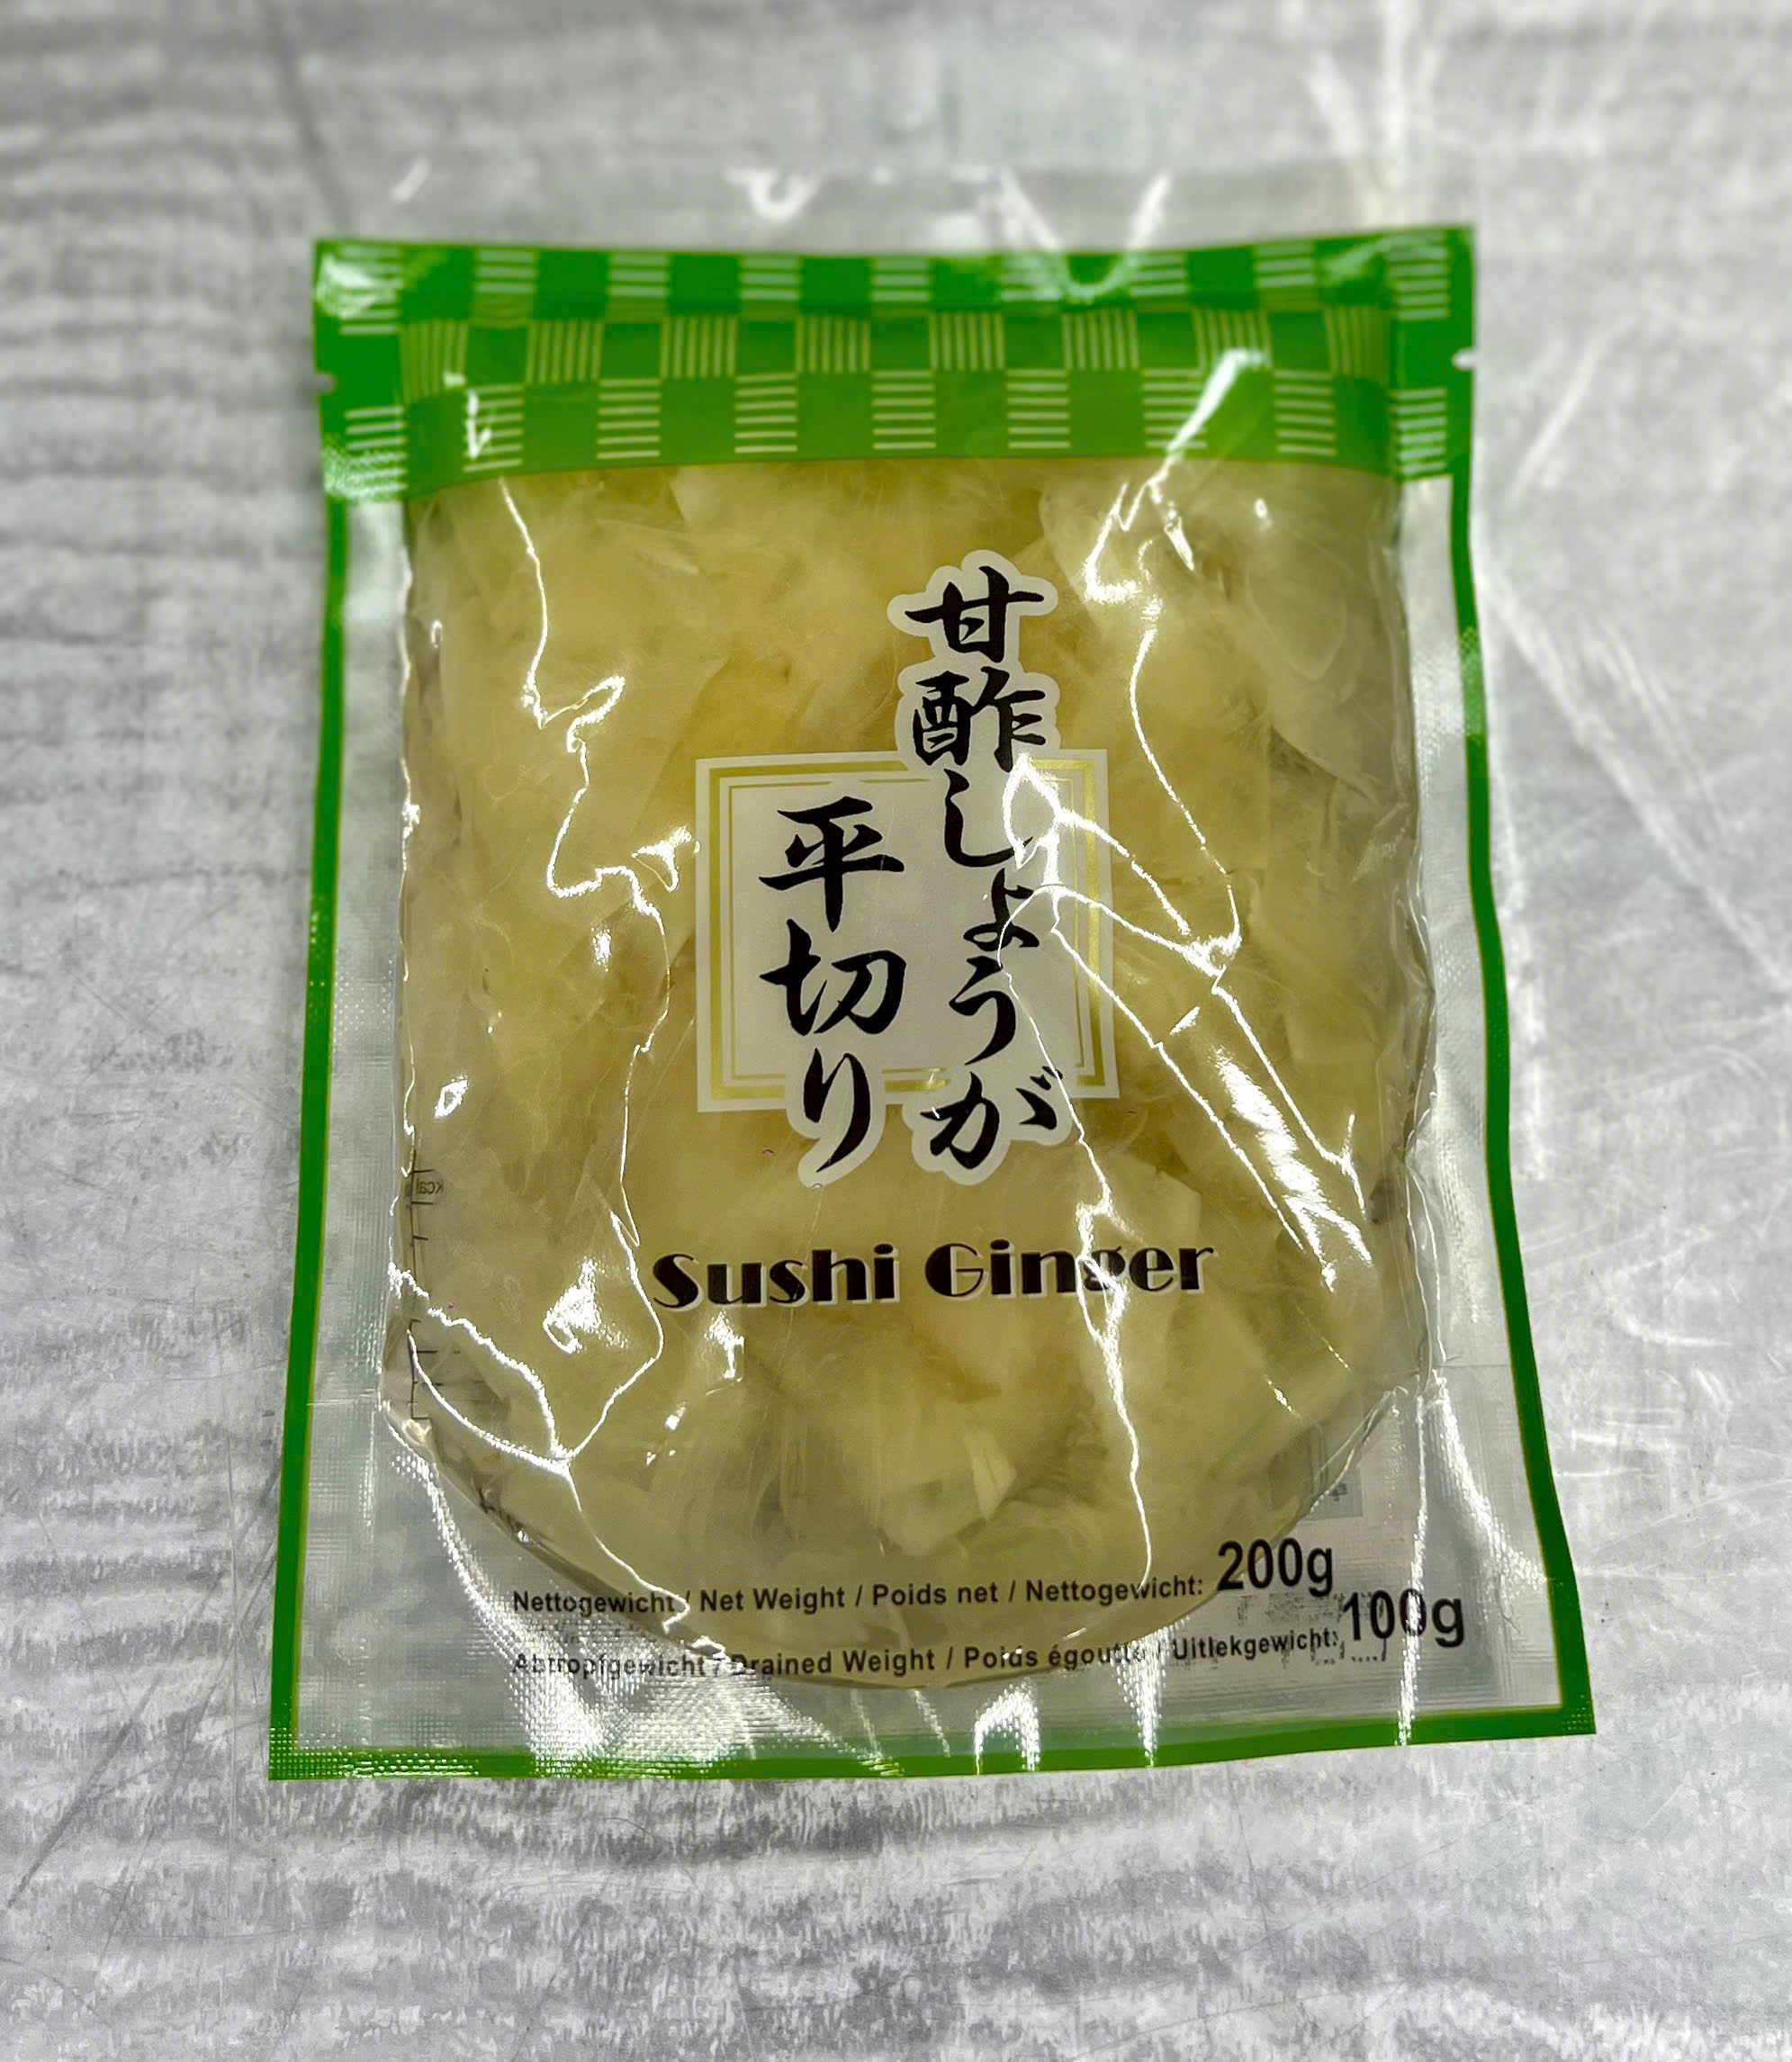 甘酢しょうが
平切り
Sushi Ginger
Nettogewicht / Net Weight / Poids net / Nettogewicht: 200g
Abtropfgewicht / Drained Weight / Poids égoutté / Uitlekgewicht: 100g
kcal